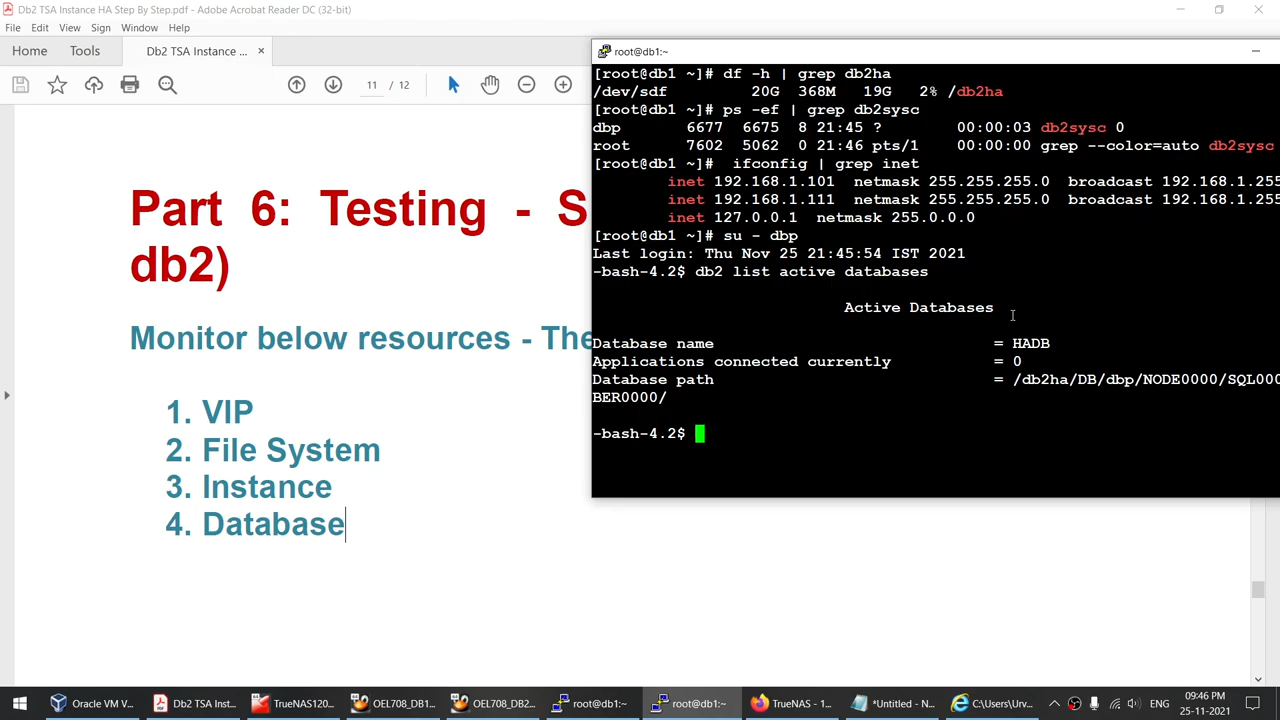 Db2 TSA Instance HA Step By Step.pdf - Adobe Acrobat Reader DC (32-bit)
File Edit View Sign Window Help
Home Tools Db2 TSA Instance ... ×
11 / 12
Part 6: Testing - S
db2)
Monitor below resources - The
1. VIP
2. File System
3. Instance
4. Database
root@db1:~
[root@db1 ~]# df -h | grep db2ha
/dev/sdf 20G 368M 19G 2% /db2ha
[root@db1 ~]# ps -ef | grep db2sysc
dbp 6677 6675 8 21:45 ? 00:00:03 db2sysc 0
root 7602 5062 0 21:46 pts/1 00:00:00 grep --color=auto db2sysc
[root@db1 ~]# ifconfig | grep inet
inet 192.168.1.101 netmask 255.255.255.0 broadcast 192.168.1.255
inet 192.168.1.111 netmask 255.255.255.0 broadcast 192.168.1.255
inet 127.0.0.1 netmask 255.0.0.0
[root@db1 ~]# su - dbp
Last login: Thu Nov 25 21:45:54 IST 2021
-bash-4.2$ db2 list active databases
Active Databases
Database name = HADB
Applications connected currently = 0
Database path = /db2ha/DB/dbp/NODE0000/SQL000
BER0000/
-bash-4.2$
Oracle VM V... Db2 TSA Inst... TrueNAS120... OEL708_DB1... OEL708_DB2... root@db1:~ root@db1:~ TrueNAS - 1... *Untitled - N... C:\Users\Urv... ENG 09:46 PM
25-11-2021